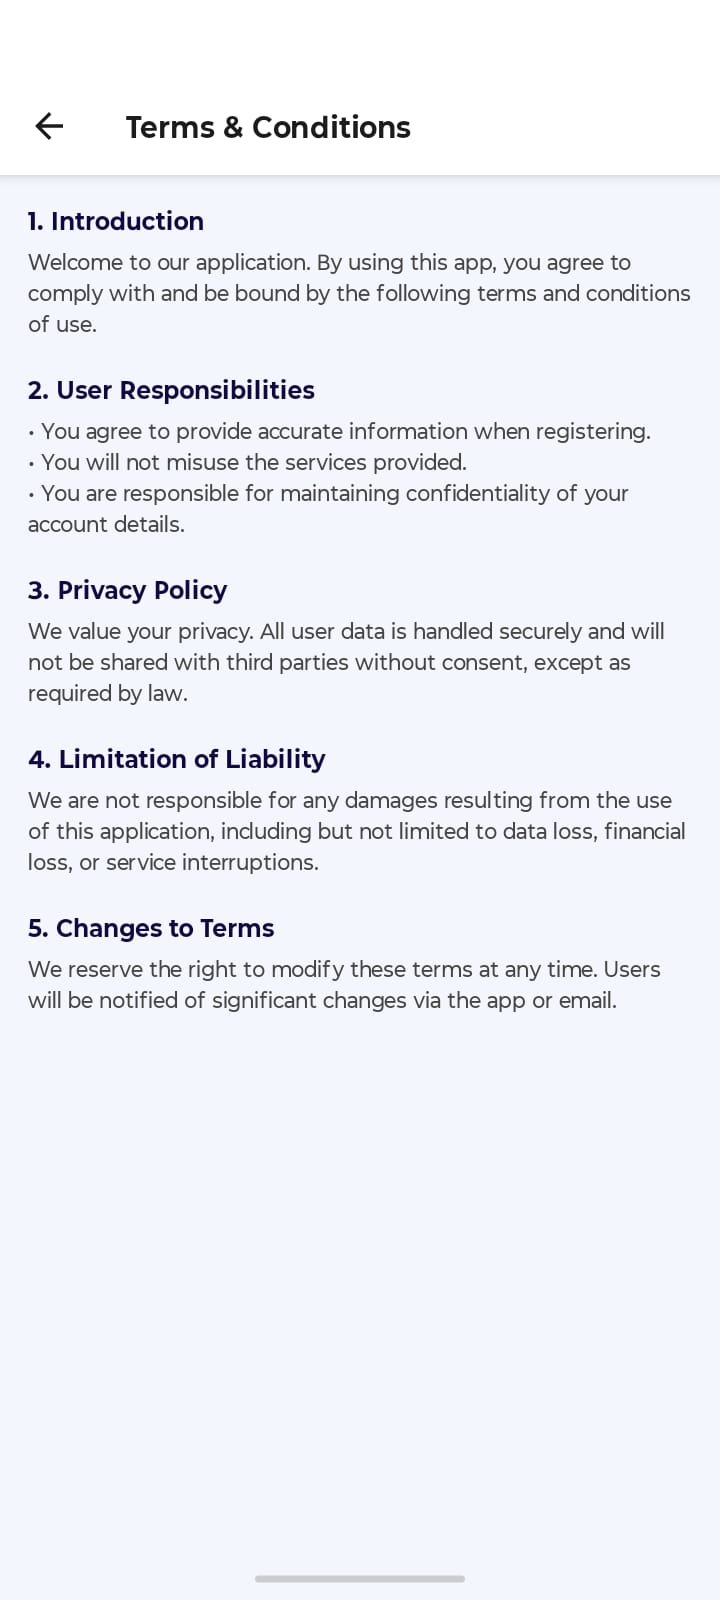 Terms & Conditions
1. Introduction
Welcome to our application. By using this app, you agree to
comply with and be bound by the following terms and conditions
of use.
2. User Responsibilities
• You agree to provide accurate information when registering.
• You will not misuse the services provided.
• You are responsible for maintaining confidentiality of your
account details.
3. Privacy Policy
We value your privacy. All user data is handled securely and will
not be shared with third parties without consent, except as
required by law.
4. Limitation of Liability
We are not responsible for any damages resulting from the use
of this application, including but not limited to data loss, financial
loss, or service interruptions.
5. Changes to Terms
We reserve the right to modify these terms at any time. Users
will be notified of significant changes via the app or email.